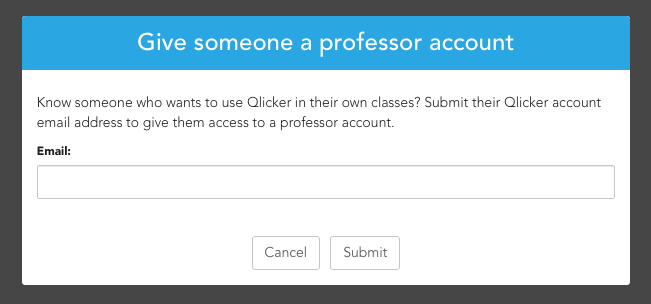 Give someone a professor account
Know someone who wants to use Qlicker in their own classes? Submit their Qlicker account
email address to give them access to a professor account.
Email:
Cancel Submit